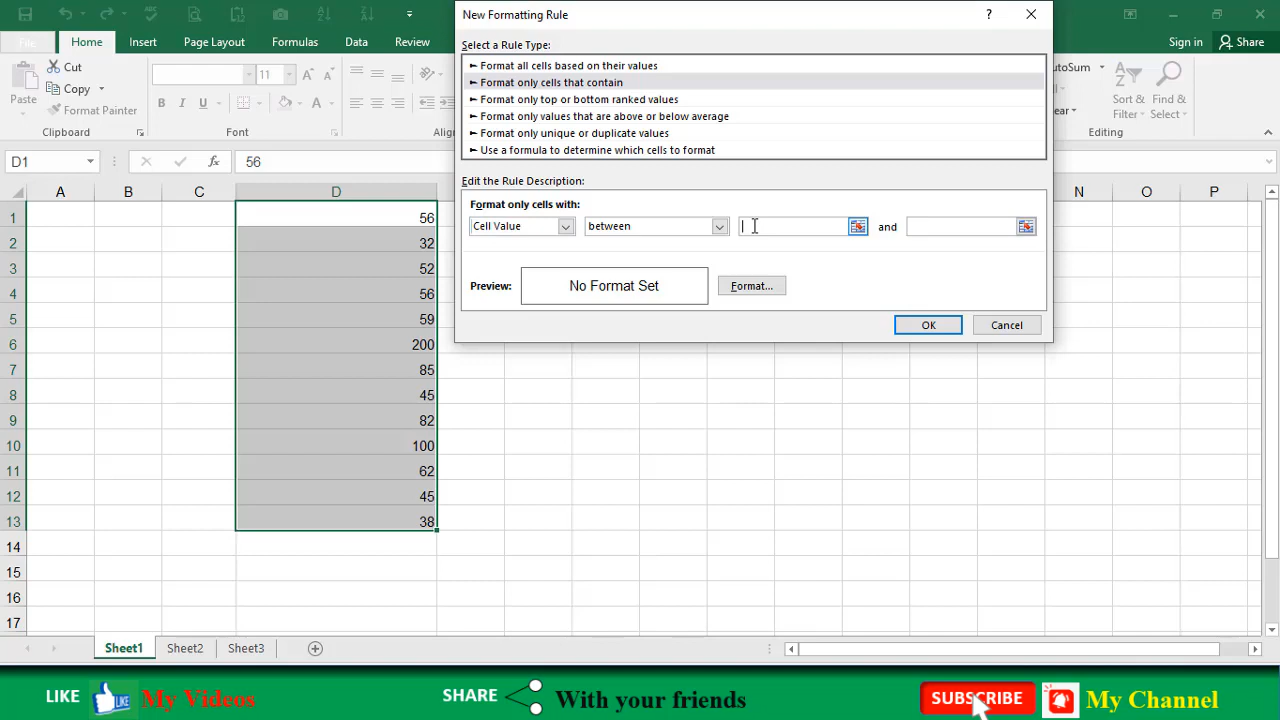 New Formatting Rule
?
File
Home
Insert
Page Layout
Formulas
Data
Review
Sign in
Share
Select a Rule Type:
► Format all cells based on their values
► Format only cells that contain
► Format only top or bottom ranked values
► Format only values that are above or below average
► Format only unique or duplicate values
► Use a formula to determine which cells to format
Paste
Cut
Copy
Format Painter
11
B I U
A
Font
AutoSum
Sort & Filter
Find & Select
Editing
D1
fx
56
Edit the Rule Description:
Format only cells with:
Cell Value
between
and
Preview:
No Format Set
Format...
OK
Cancel
A B C D N O P
1 56
2 32
3 52
4 56
5 59
6 200
7 85
8 45
9 82
10 100
11 62
12 45
13 38
14
15
16
17
Sheet1
Sheet2
Sheet3
LIKE
LIKE
My Videos
SHARE
With your friends
SUBSCRIBE
My Channel